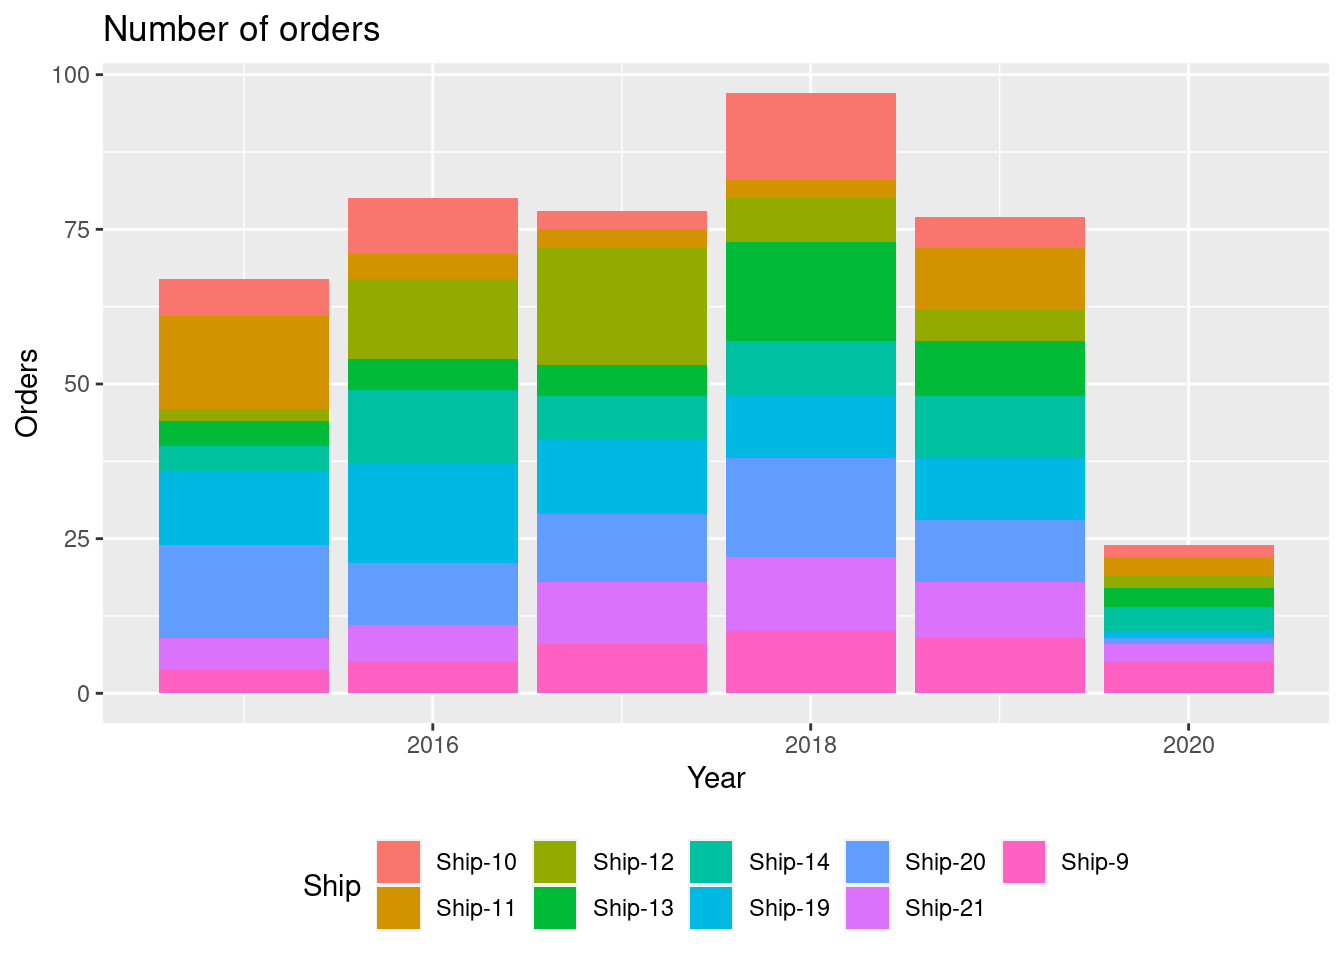 Number of orders
100
75
50
25
0
Orders
2016 2018 2020
Year
Ship
Ship-10 Ship-12 Ship-14 Ship-20 Ship-9
Ship-11 Ship-13 Ship-19 Ship-21